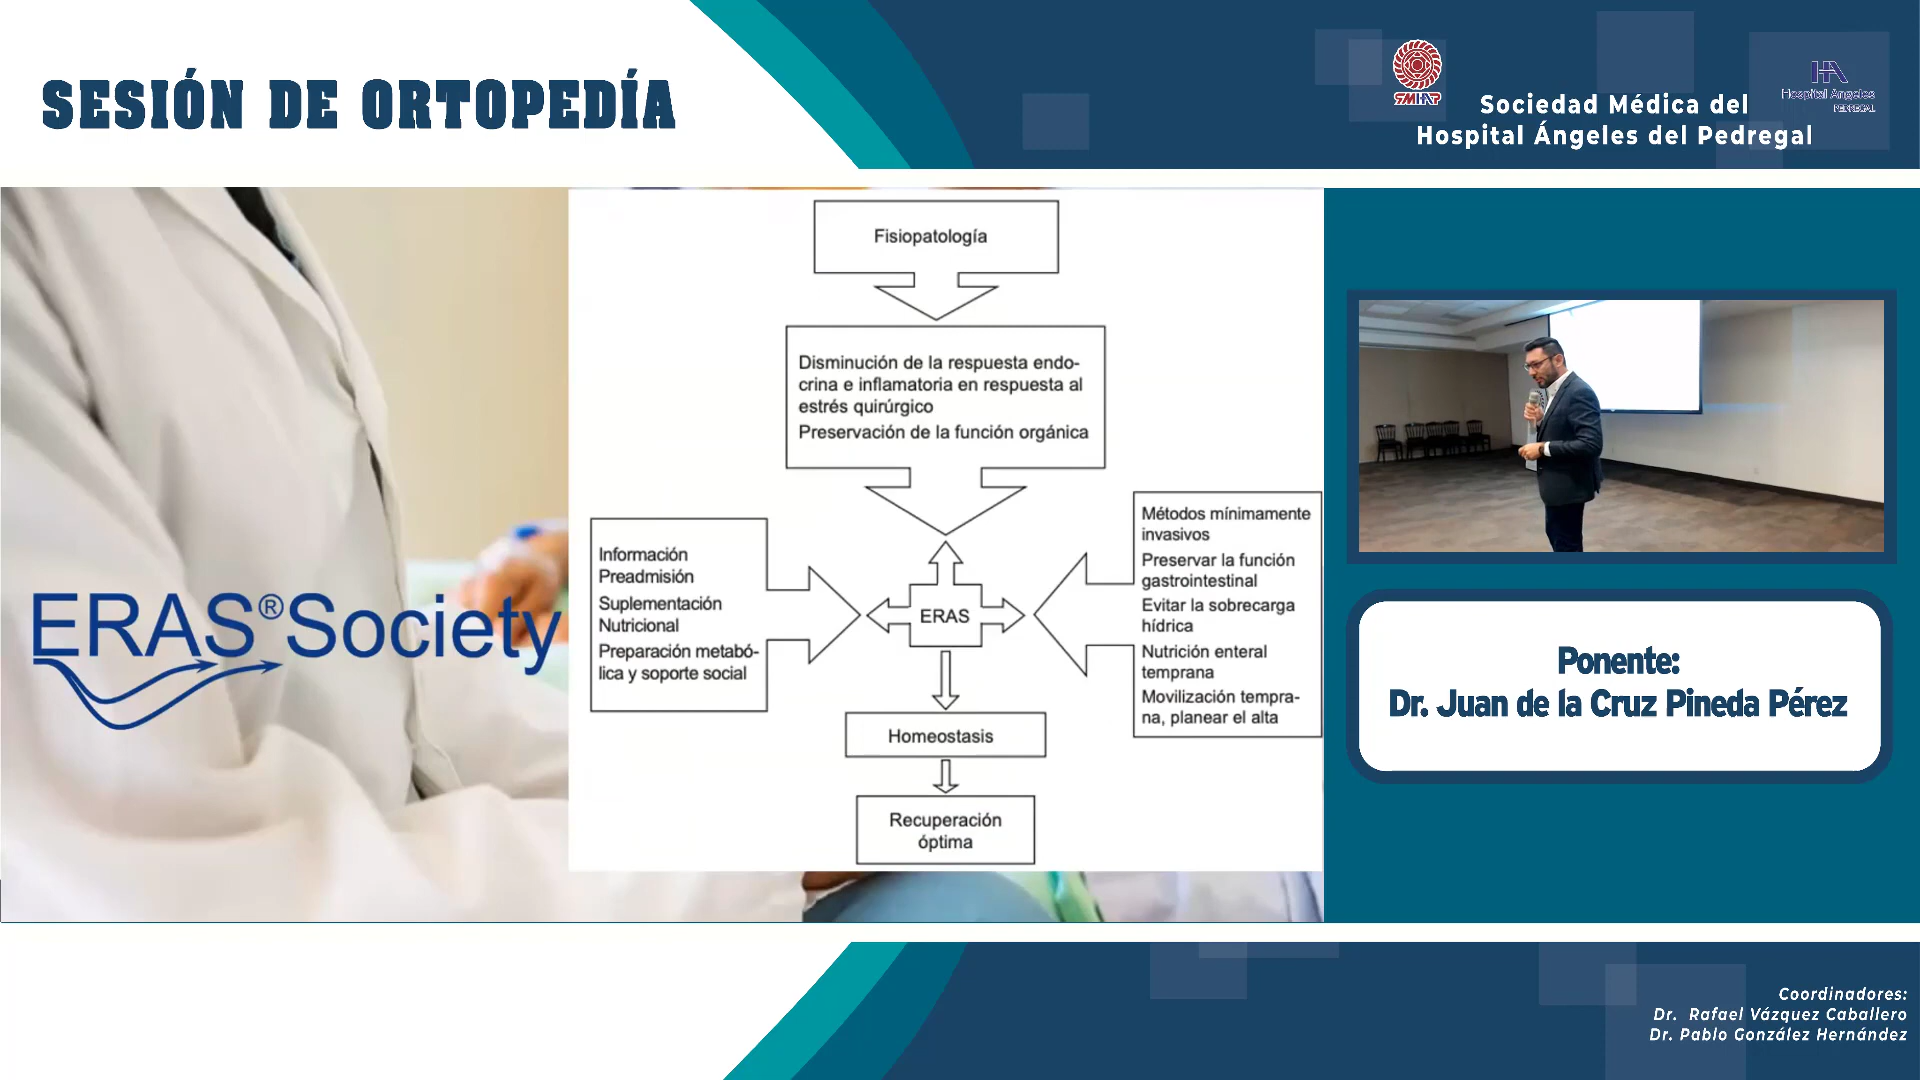 SESIÓN DE ORTOPEDÍA
SMHAP
Sociedad Médica del
Hospital Ángeles del Pedregal
HA
Hospital Angeles
PEDREGAL
ERAS®Society
Fisiopatología
Disminución de la respuesta endo-
crina e inflamatoria en respuesta al
estrés quirúrgico
Preservación de la función orgánica
Información
Preadmisión
Suplementación
Nutricional
Preparación metabó-
lica y soporte social
ERAS
Métodos mínimamente
invasivos
Preservar la función
gastrointestinal
Evitar la sobrecarga
hídrica
Nutrición enteral
temprana
Movilización tempra-
na, planear el alta
Homeostasis
Recuperación
óptima
Ponente:
Dr. Juan de la Cruz Pineda Pérez
Coordinadores:
Dr. Rafael Vázquez Caballero
Dr. Pablo González Hernández